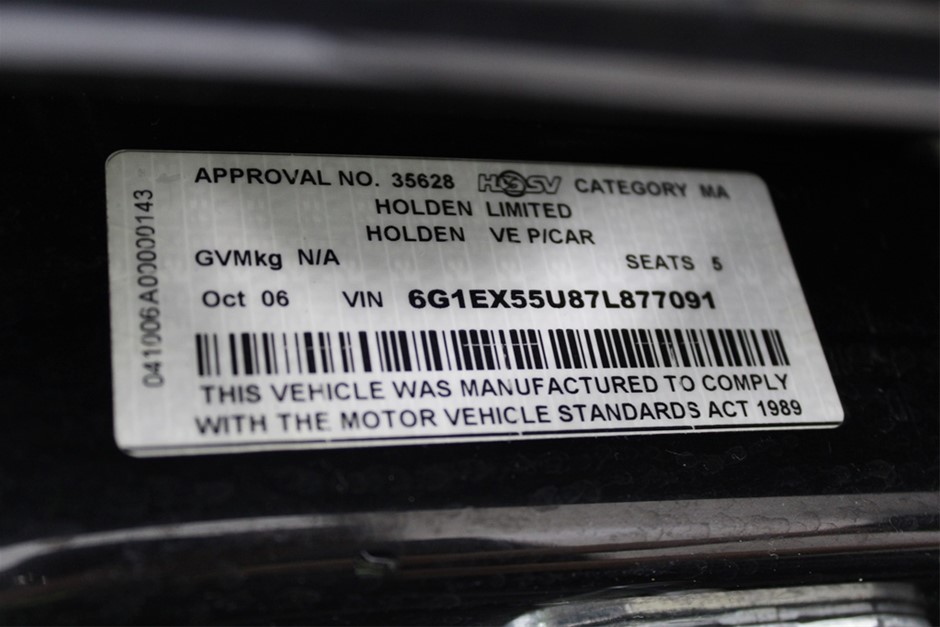 APPROVAL NO. 35628 HSV CATEGORY MA
HOLDEN LIMITED
HOLDEN VE P/CAR
GVMkg N/A SEATS 5
Oct 06 VIN 6G1EX55U87L877091
THIS VEHICLE WAS MANUFACTURED TO COMPLY
WITH THE MOTOR VEHICLE STANDARDS ACT 1989
041006A00000143